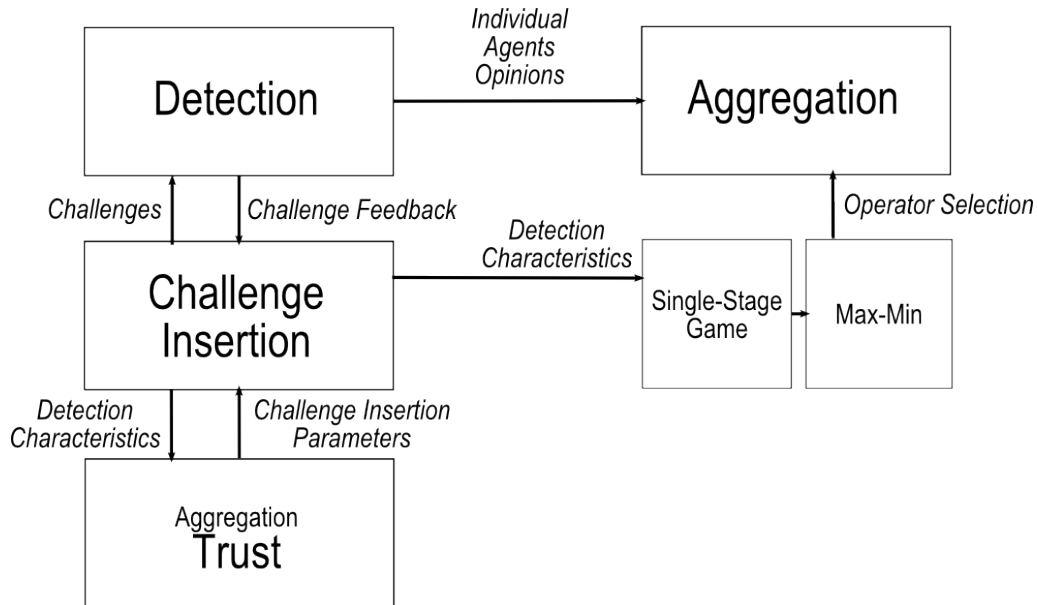 Individual
Agents
Opinions
Detection
Aggregation
Challenges
Challenge Feedback
Operator Selection
Detection
Characteristics
Challenge
Insertion
Single-Stage
Game
Max-Min
Detection
Characteristics
Challenge Insertion
Parameters
Aggregation
Trust